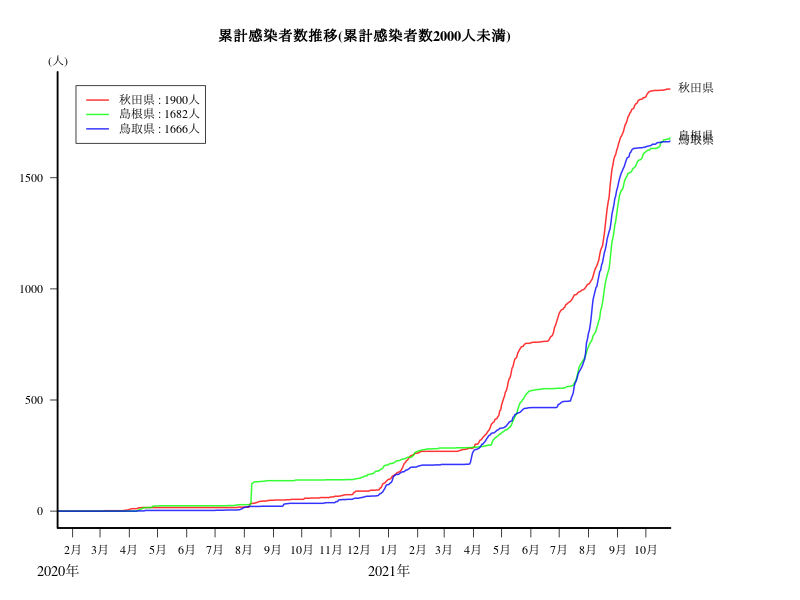 累計感染者数推移(累計感染者数2000人未満)
(人)
秋田県 : 1900人
島根県 : 1682人
鳥取県 : 1666人
秋田県
島根県
鳥取県
1500
1000
500
0
2月 3月 4月 5月 6月 7月 8月 9月 10月 11月 12月 1月 2月 3月 4月 5月 6月 7月 8月 9月 10月
2020年 2021年